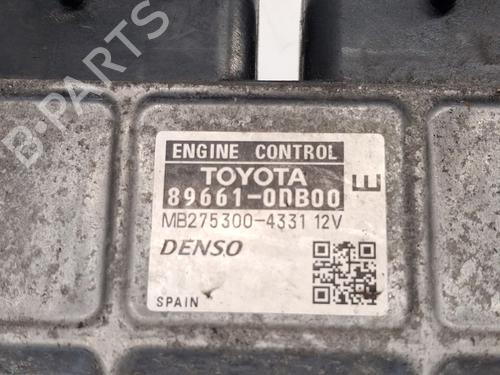 B-PARTS
ENGINE CONTROL
TOYOTA
89661-0DB00
E
MB275300-4331 12V
DENSO
SPAIN